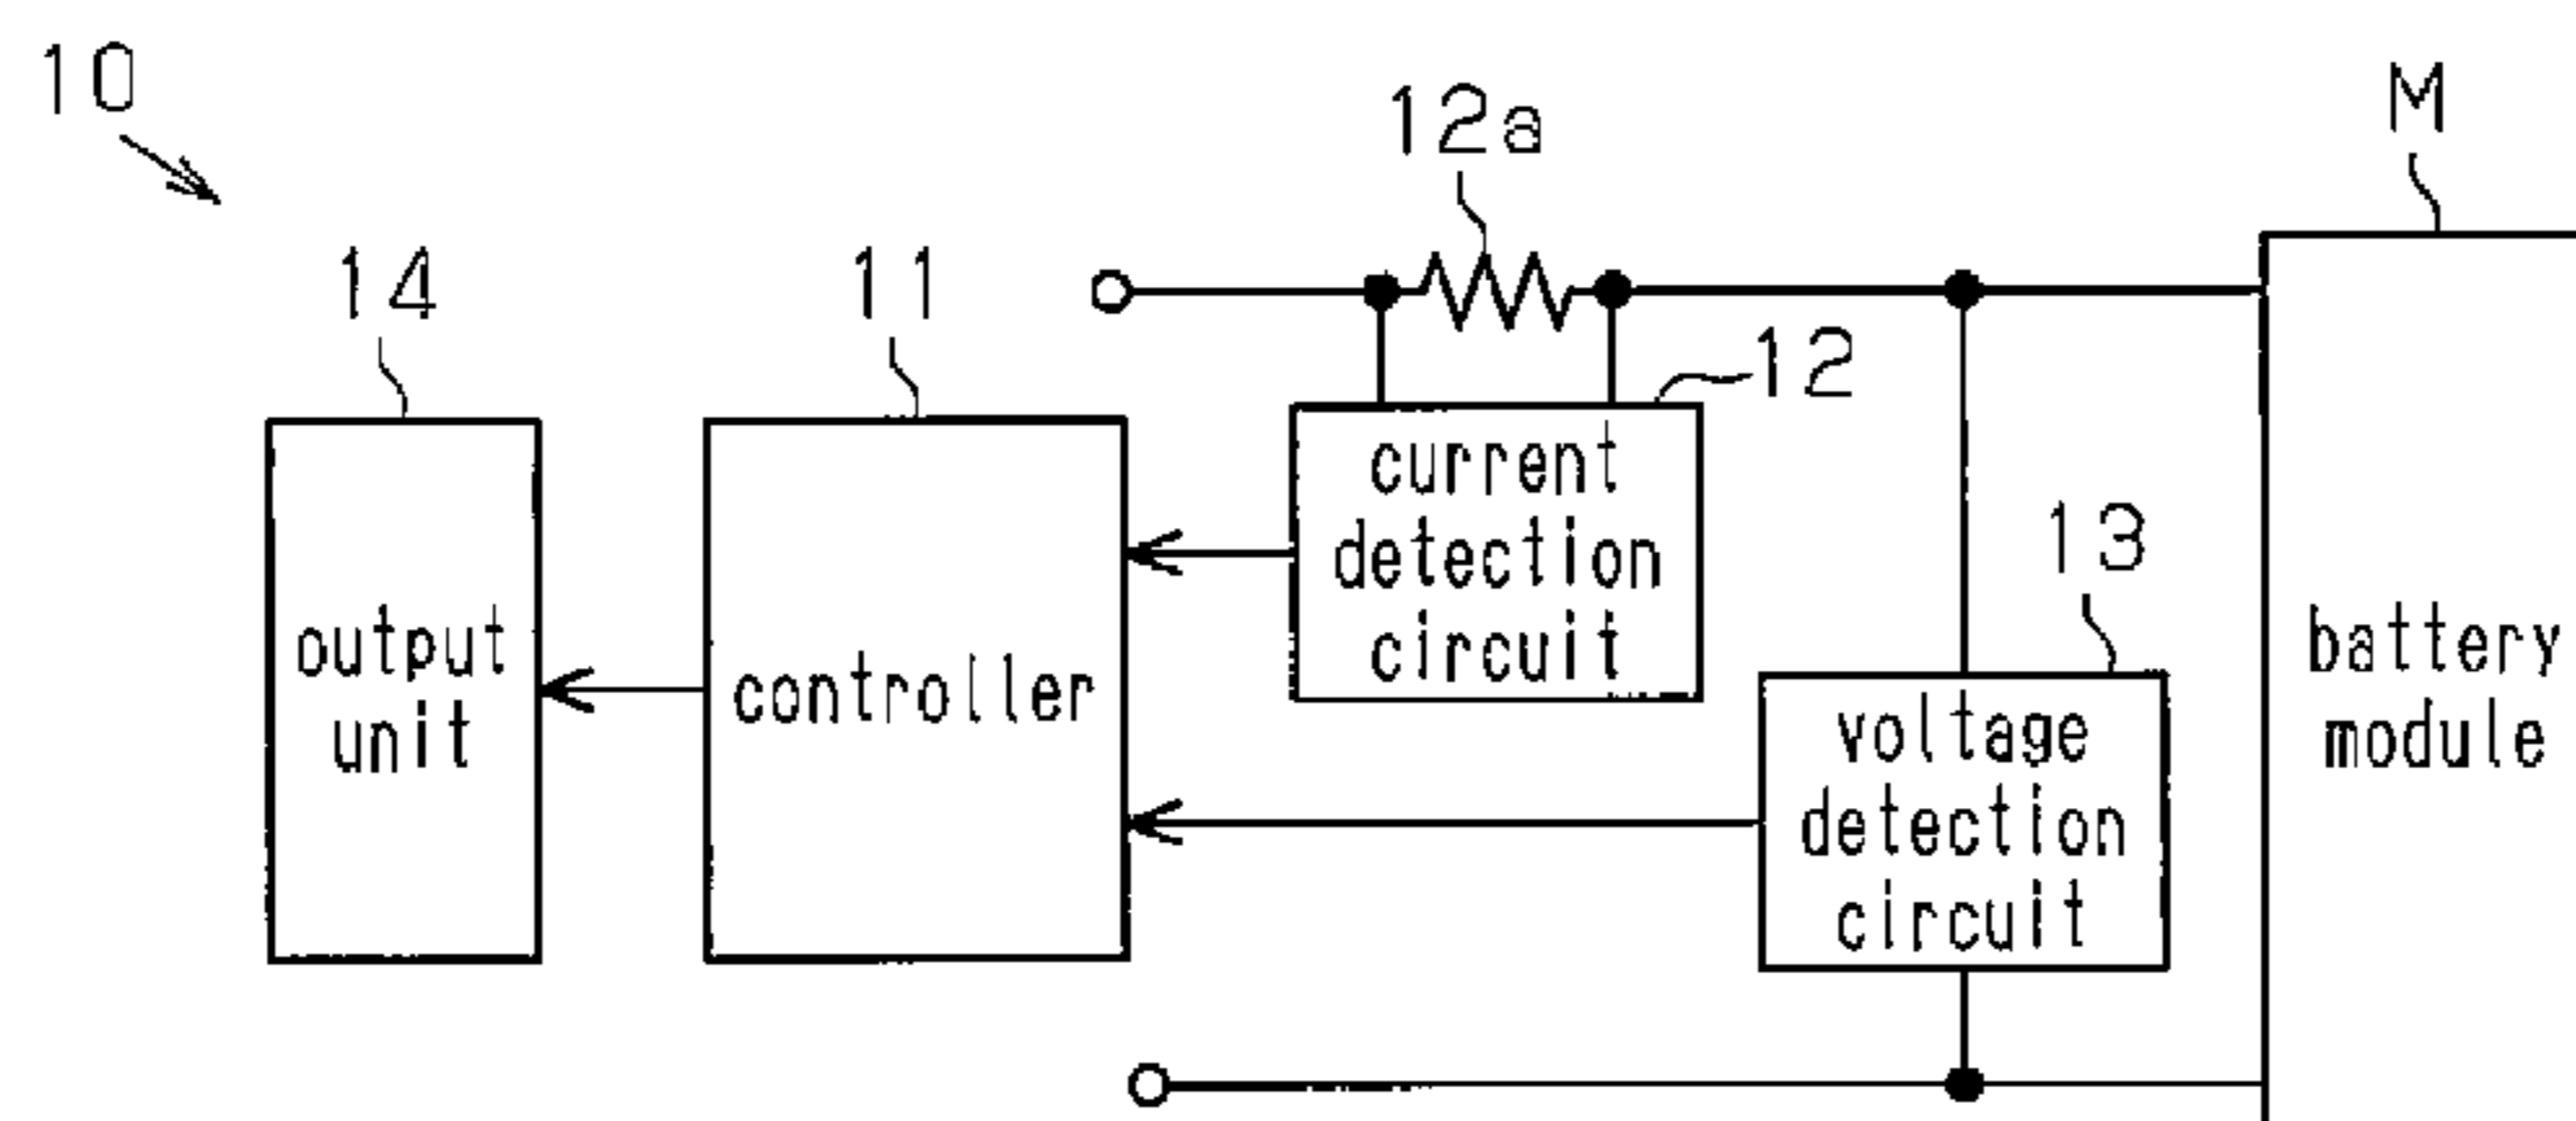 10
12a
M
14
11
12
current
detection
circuit
13
output
unit
controller
voltage
detection
circuit
battery
module